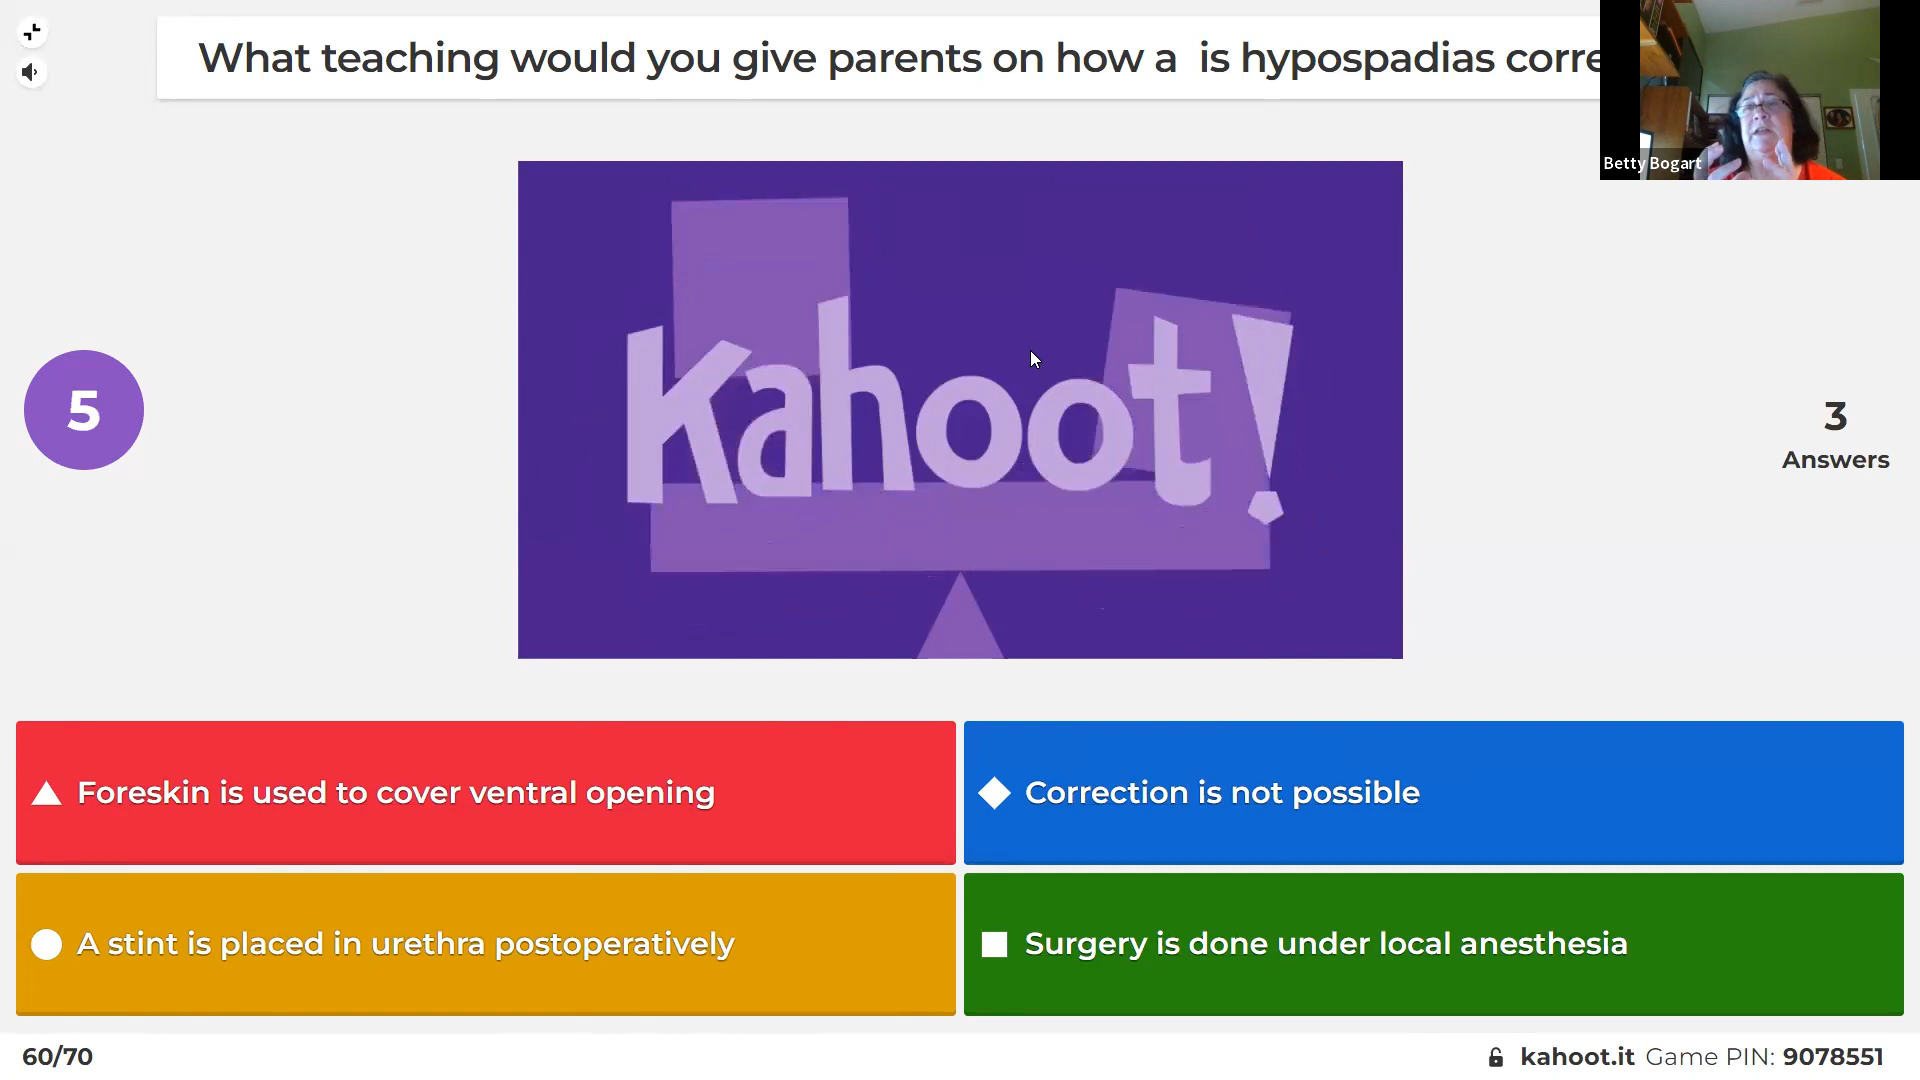 What teaching would you give parents on how a is hypospadias corre
Betty Bogart
Kahoot!
5
3
Answers
Foreskin is used to cover ventral opening
Correction is not possible
A stint is placed in urethra postoperatively
Surgery is done under local anesthesia
60/70
kahoot.it Game PIN: 9078551